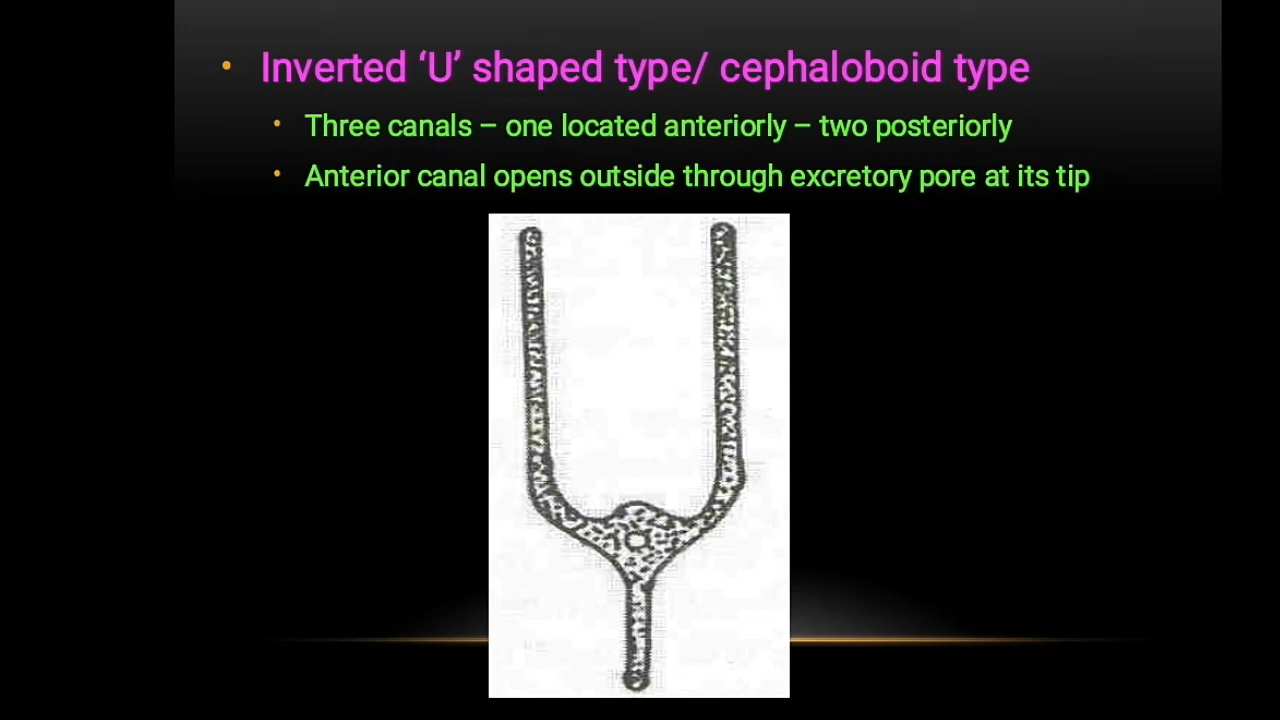 • Inverted ‘U’ shaped type/ cephaloboid type
• Three canals – one located anteriorly – two posteriorly
• Anterior canal opens outside through excretory pore at its tip